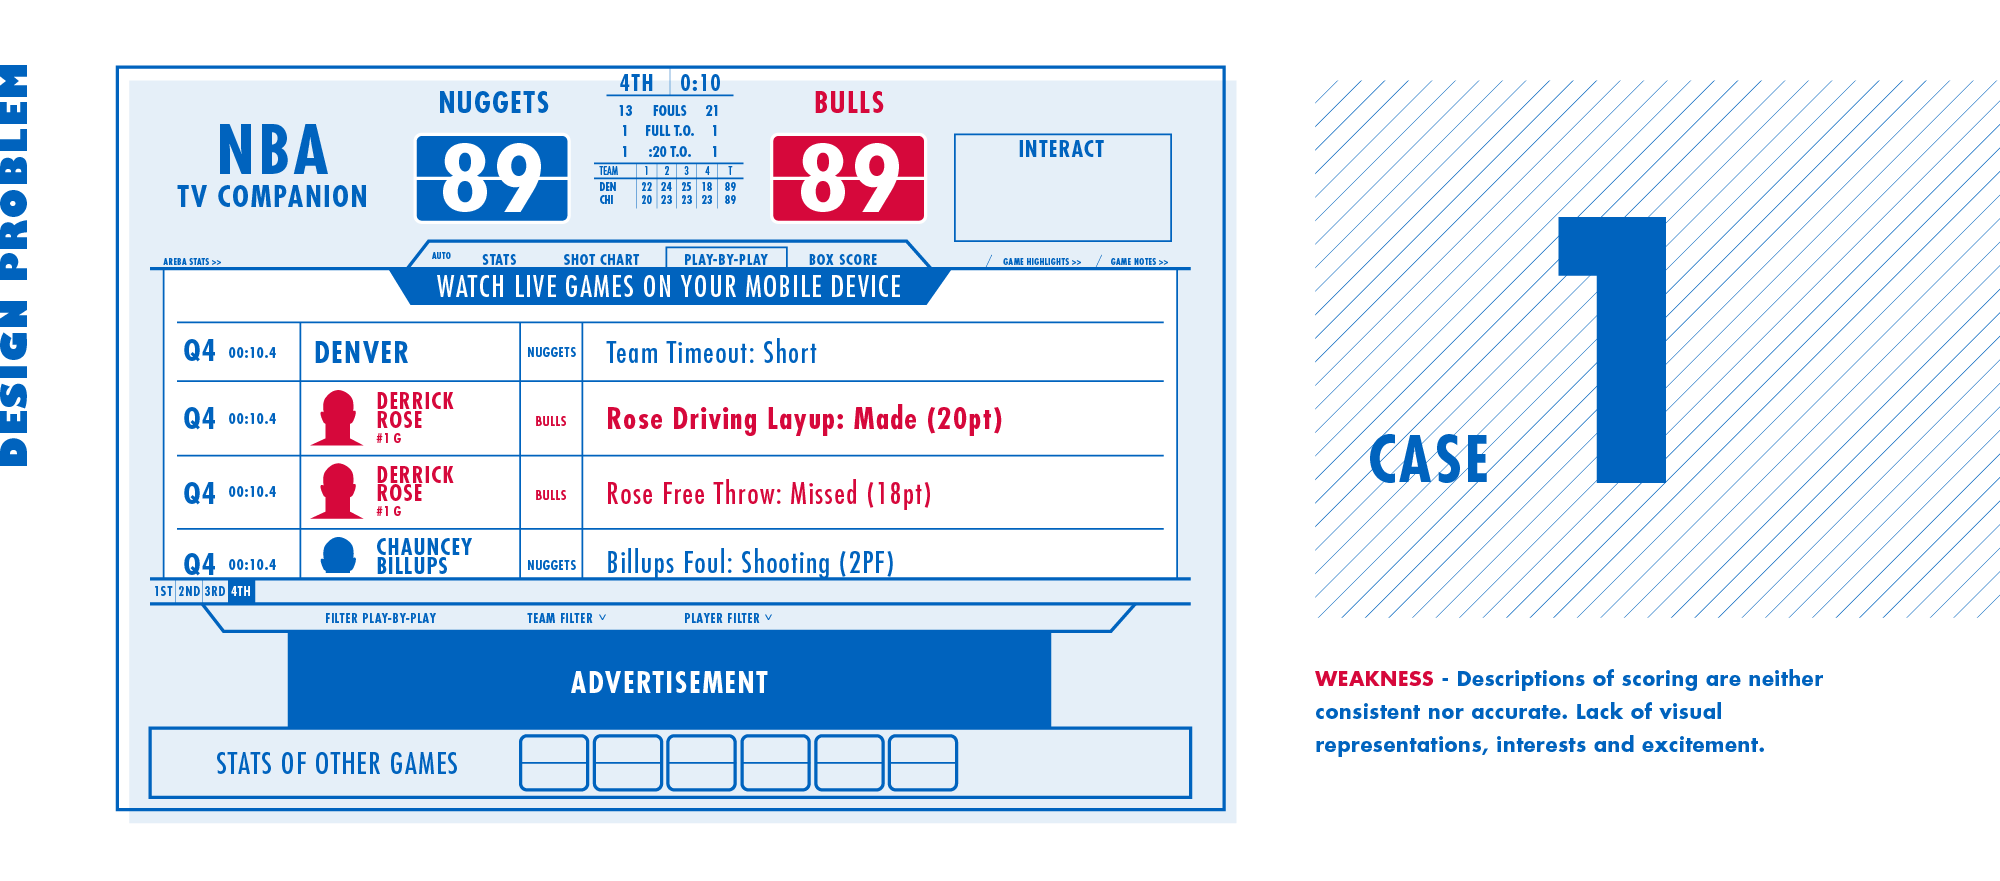 DESIGN PROBLEM
NBA
TV COMPANION
NUGGETS
89
4TH 0:10
13 FOULS 21
1 FULL T.O. 1
1 :20 T.O. 1
TEAM 1 2 3 4 T
DEN 22 24 25 18 89
CHI 20 23 23 23 89
BULLS
89
INTERACT
AREBA STATS >>
AUTO STATS SHOT CHART PLAY-BY-PLAY BOX SCORE
/ GAME HIGHLIGHTS >> / GAME NOTES >>
WATCH LIVE GAMES ON YOUR MOBILE DEVICE
Q4 00:10.4 DENVER NUGGETS Team Timeout: Short
Q4 00:10.4 DERRICK
ROSE
#1 G
BULLS Rose Driving Layup: Made (20pt)
Q4 00:10.4 DERRICK
ROSE
#1 G
BULLS Rose Free Throw: Missed (18pt)
Q4 00:10.4 CHAUNCEY
BILLUPS
NUGGETS Billups Foul: Shooting (2PF)
1ST 2ND 3RD 4TH
FILTER PLAY-BY-PLAY TEAM FILTER PLAYER FILTER
ADVERTISEMENT
STATS OF OTHER GAMES
CASE 1
WEAKNESS - Descriptions of scoring are neither
consistent nor accurate. Lack of visual
representations, interests and excitement.